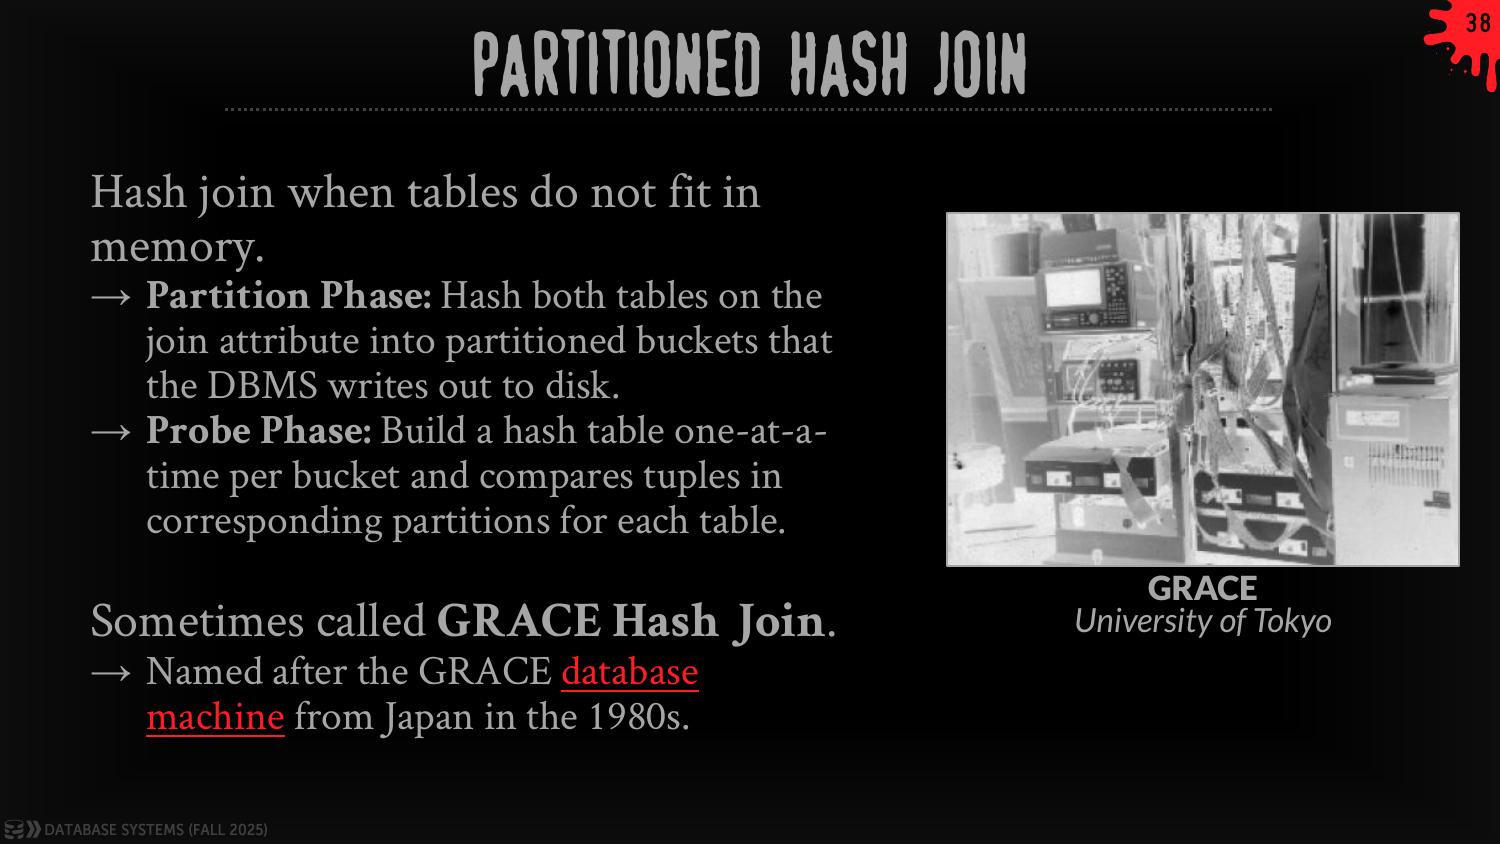 PARTITIONED HASH JOIN
38
Hash join when tables do not fit in
memory.
→ Partition Phase: Hash both tables on the
join attribute into partitioned buckets that
the DBMS writes out to disk.
→ Probe Phase: Build a hash table one-at-a-
time per bucket and compares tuples in
corresponding partitions for each table.
Sometimes called GRACE Hash Join.
→ Named after the GRACE database
machine from Japan in the 1980s.
GRACE
University of Tokyo
DATABASE SYSTEMS (FALL 2025)